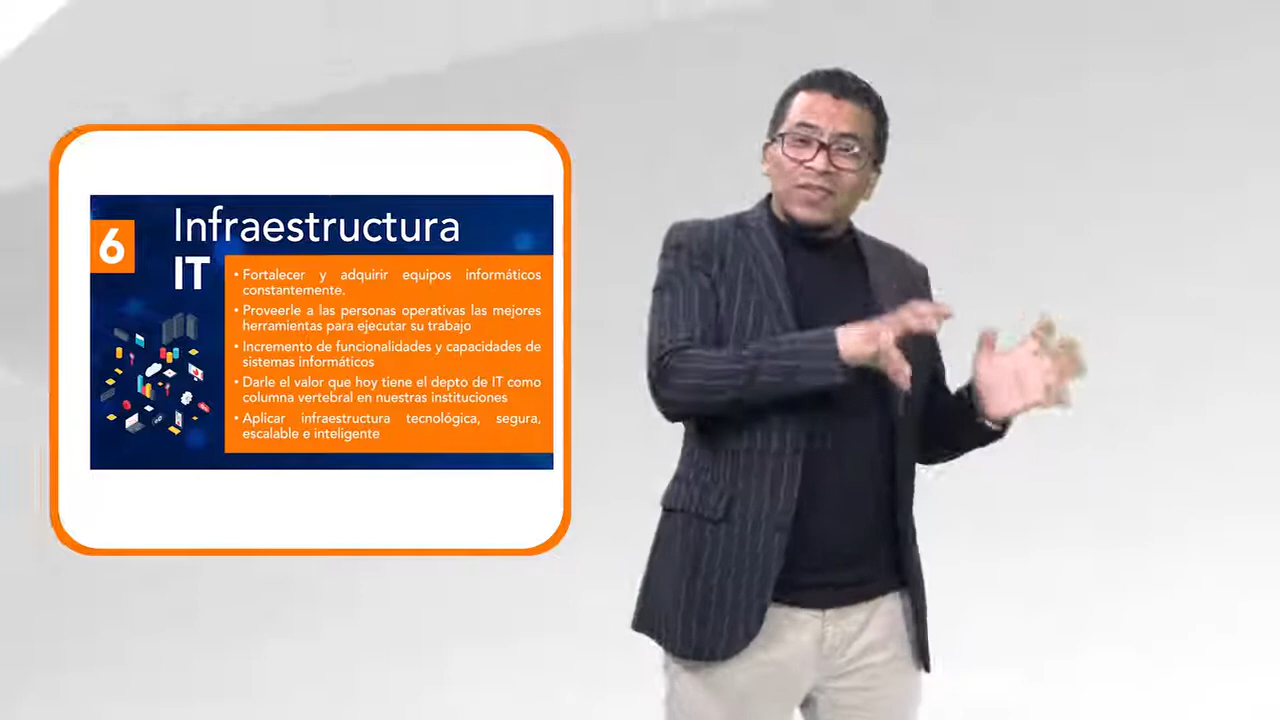 6
Infraestructura
IT
• Fortalecer y adquirir equipos informáticos
constantemente.
• Proveerle a las personas operativas las mejores
herramientas para ejecutar su trabajo
• Incremento de funcionalidades y capacidades de
sistemas informáticos
• Darle el valor que hoy tiene el depto de IT como
columna vertebral en nuestras instituciones
• Aplicar infraestructura tecnológica, segura,
escalable e inteligente